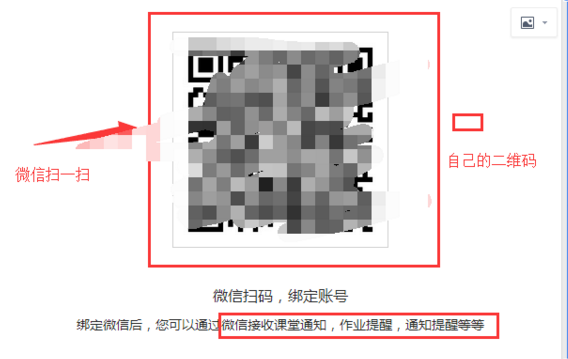 微信扫一扫
自己的二维码
微信扫码，绑定账号
绑定微信后，您可以通过微信接收课堂通知，作业提醒，通知提醒等等